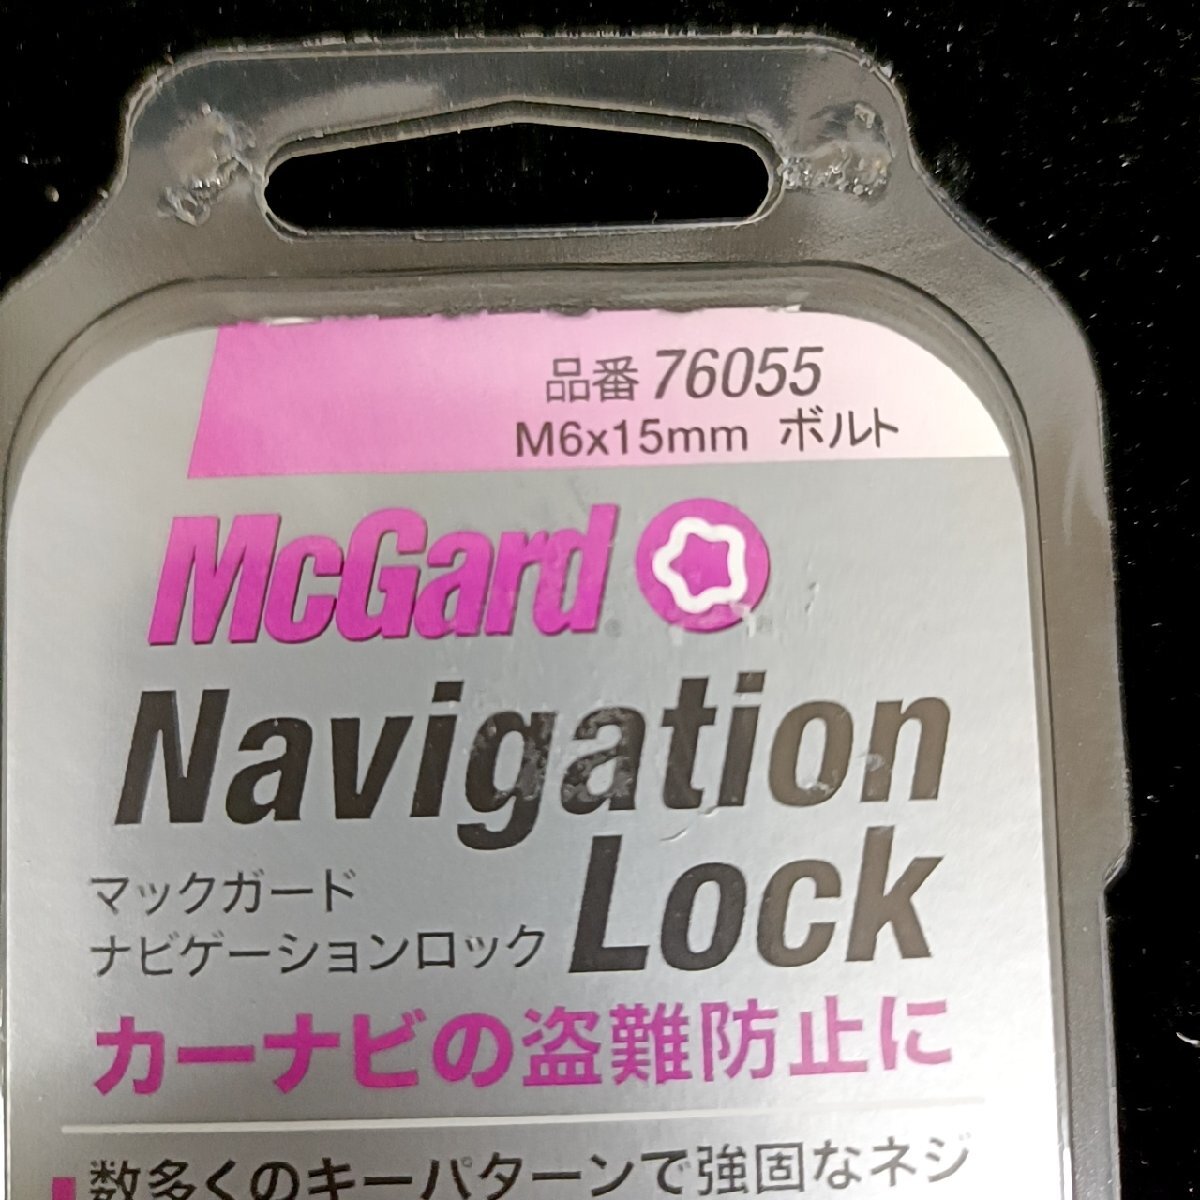 品番 76055
M6x15mm ボルト
McGard
Navigation
Lock
マックガード
ナビゲーションロック
カーナビの盗難防止に
数多くのキーパターンで強固なネジ